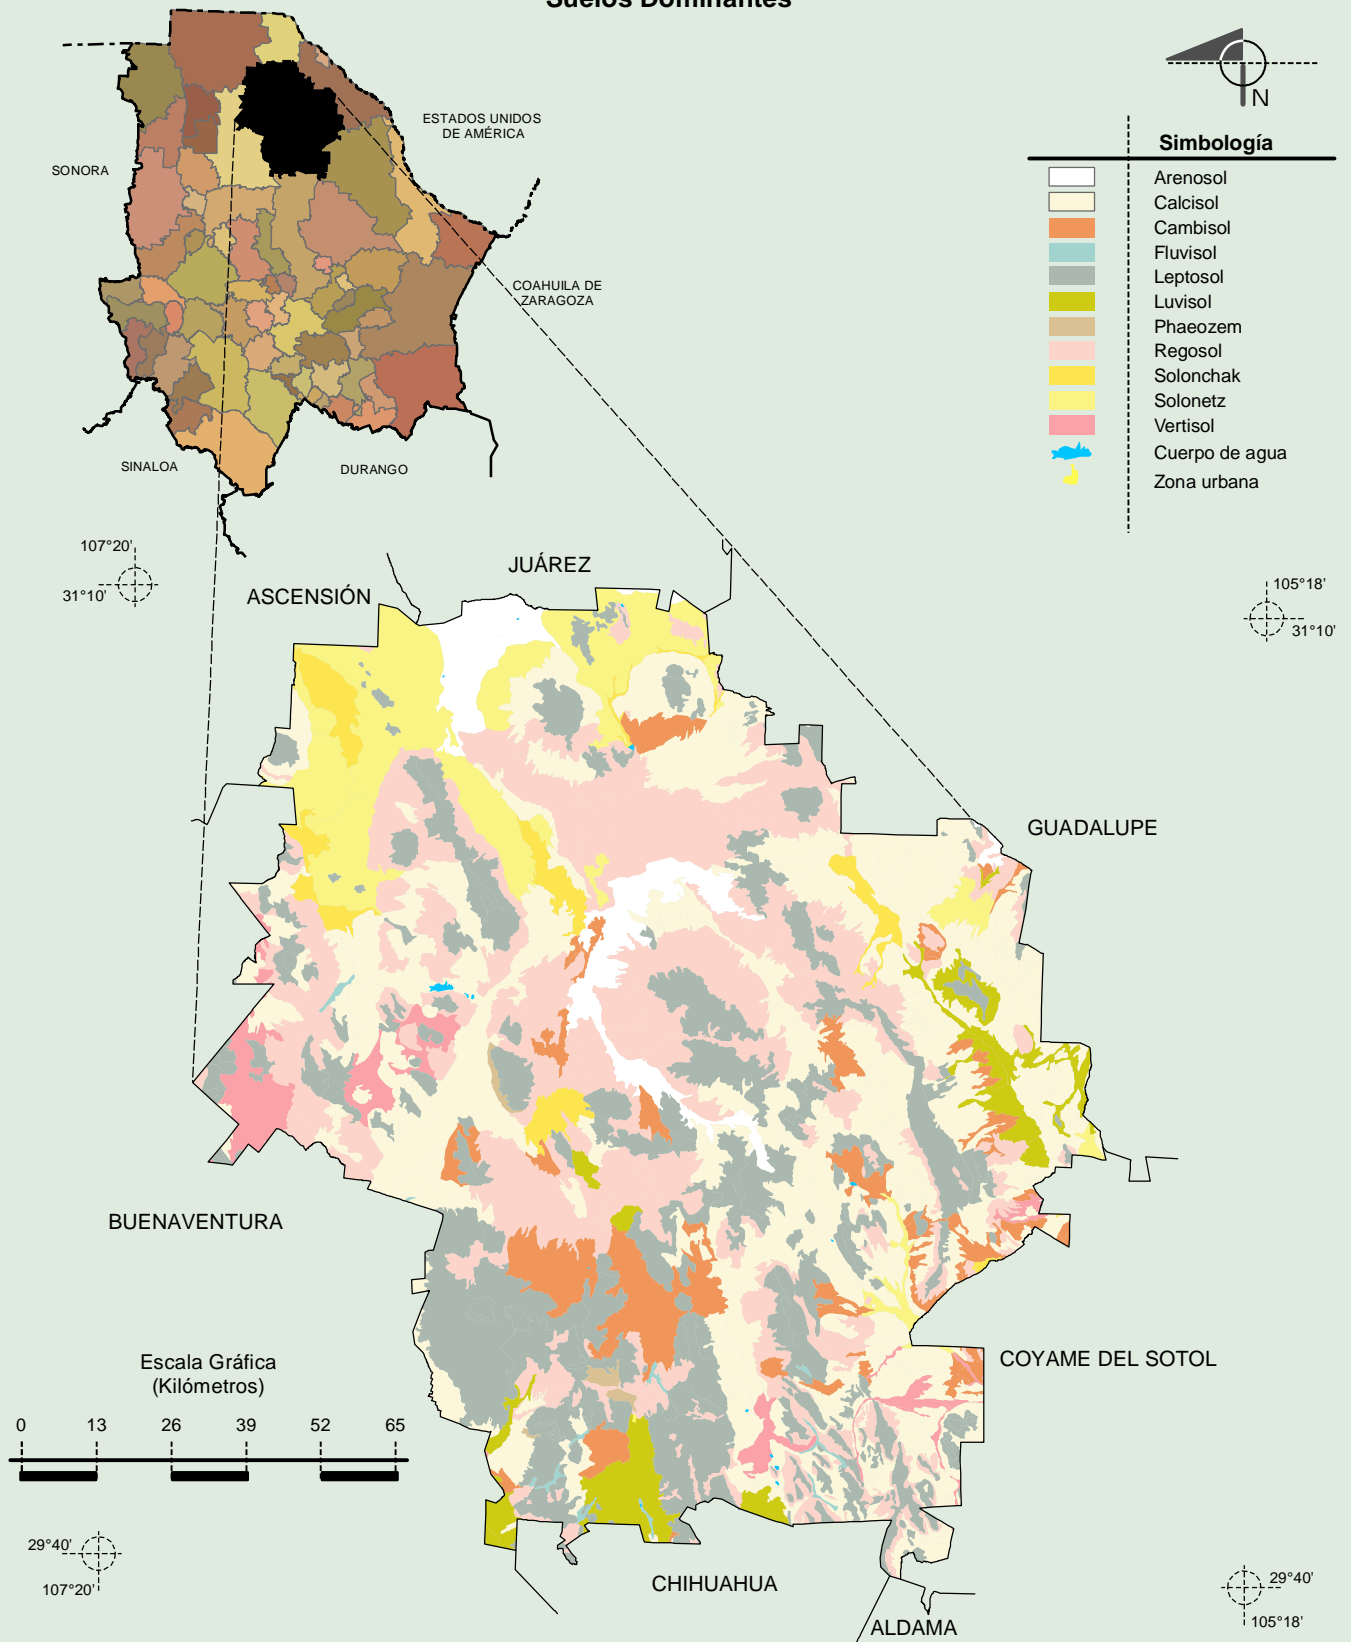 Suelos Dominantes
N
ESTADOS UNIDOS
DE AMÉRICA
SONORA
COAHUILA DE
ZARAGOZA
SINALOA
DURANGO
Simbología
Arenosol
Calcisol
Cambisol
Fluvisol
Leptosol
Luvisol
Phaeozem
Regosol
Solonchak
Solonetz
Vertisol
Cuerpo de agua
Zona urbana
107°20'
31°10'
105°18'
31°10'
JUÁREZ
ASCENSIÓN
GUADALUPE
BUENAVENTURA
COYAME DEL SOTOL
Escala Gráfica
(Kilómetros)
0 13 26 39 52 65
29°40'
107°20'
29°40'
105°18'
CHIHUAHUA
ALDAMA